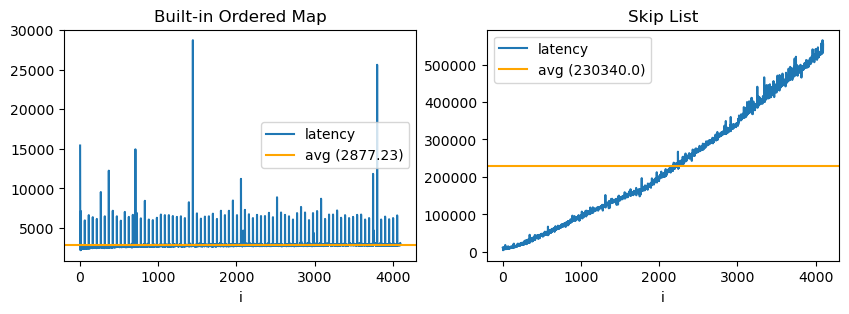 Built-in Ordered Map
30000
25000
20000
15000
10000
5000
latency
avg (2877.23)
0
1000
2000
3000
4000
i
Skip List
500000
400000
300000
200000
100000
0
latency
avg (230340.0)
0
1000
2000
3000
4000
i